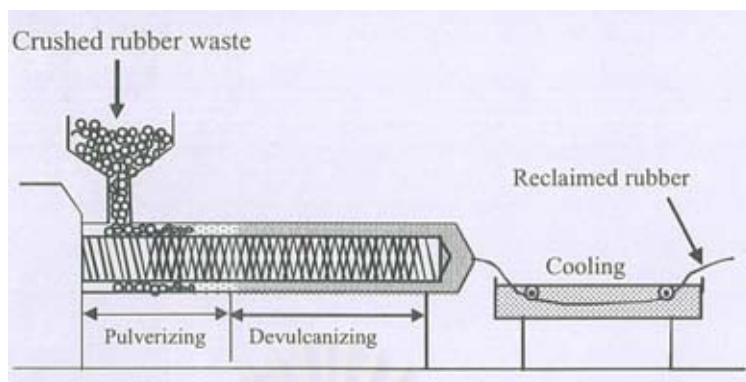 Crushed rubber waste
Reclaimed rubber
Cooling
Pulverizing
Devulcanizing